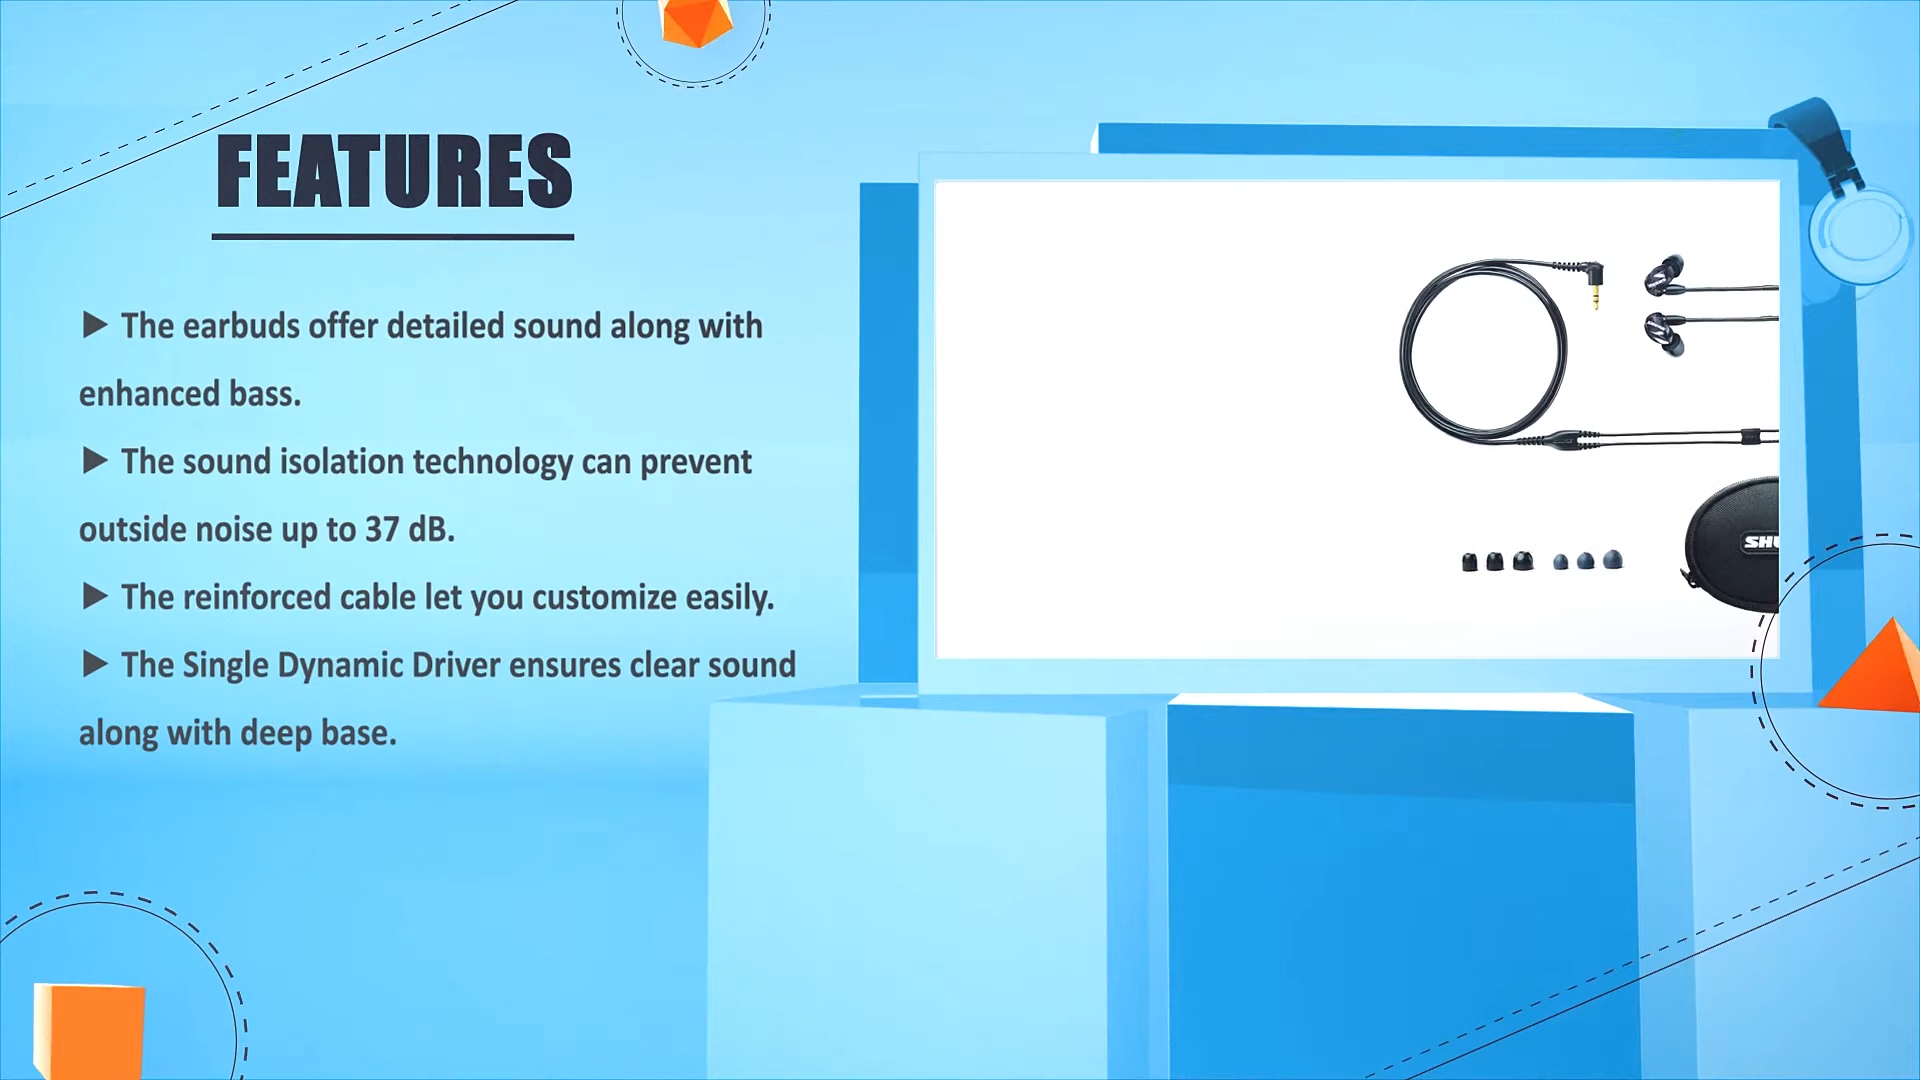 FEATURES
▶ The earbuds offer detailed sound along with
enhanced bass.
▶ The sound isolation technology can prevent
outside noise up to 37 dB.
▶ The reinforced cable let you customize easily.
▶ The Single Dynamic Driver ensures clear sound
along with deep base.
SHU